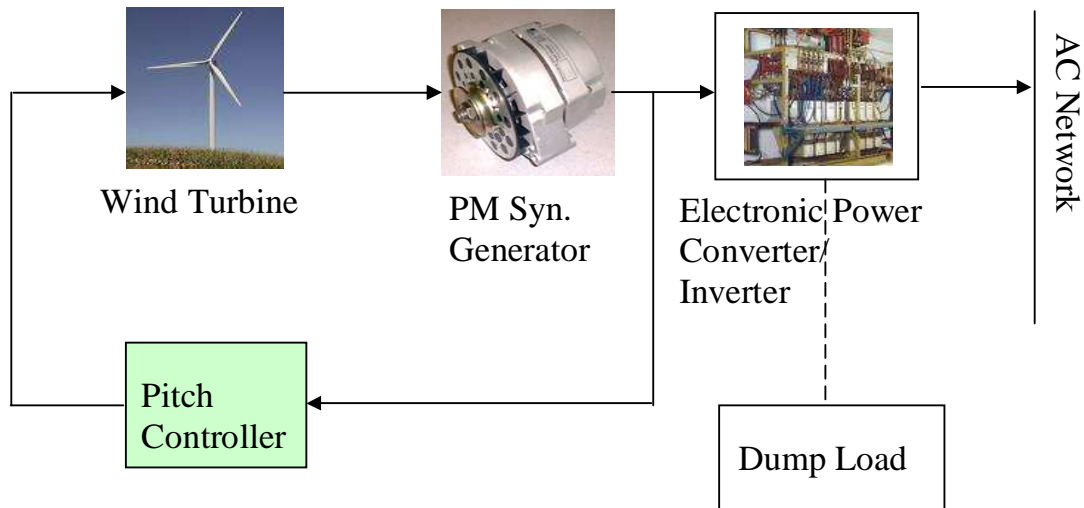 Wind Turbine
PM Syn.
Generator
Electronic Power
Converter/
Inverter
AC Network
Pitch
Controller
Dump Load